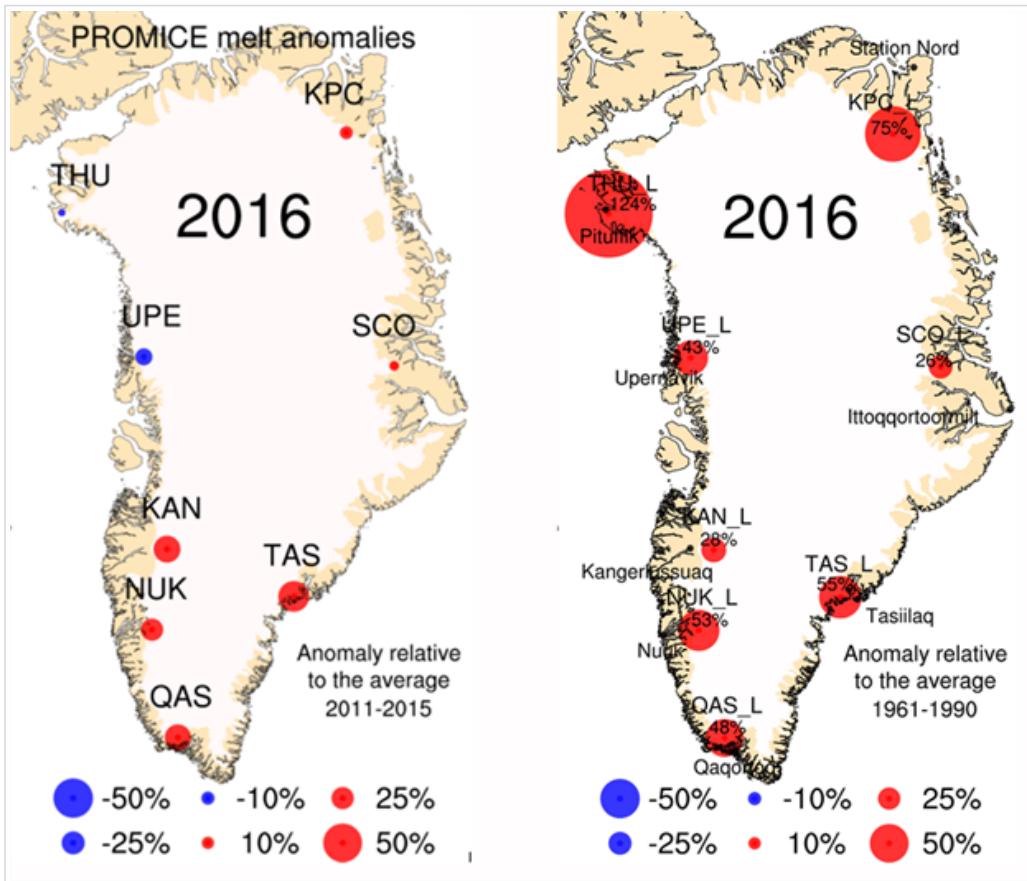 PROMICE melt anomalies
KPC
THU
2016
UPE
SCO
KAN
TAS
NUK
Anomaly relative
to the average
2011-2015
QAS
-50%
-10%
25%
-25%
10%
50%
Station Nord
KPC_L
75%
THU_L
124%
2016
Pituffik
UPE_L
43%
Upernavik
SCO_L
26%
Ittoqqortoormiit
KAN_L
28%
Kangerlussuaq
TAS_L
55%
Tasiilaq
NUK_L
53%
Nuuk
Anomaly relative
to the average
1961-1990
QAS_L
48%
Qaqortoq
-50%
-10%
25%
-25%
10%
50%